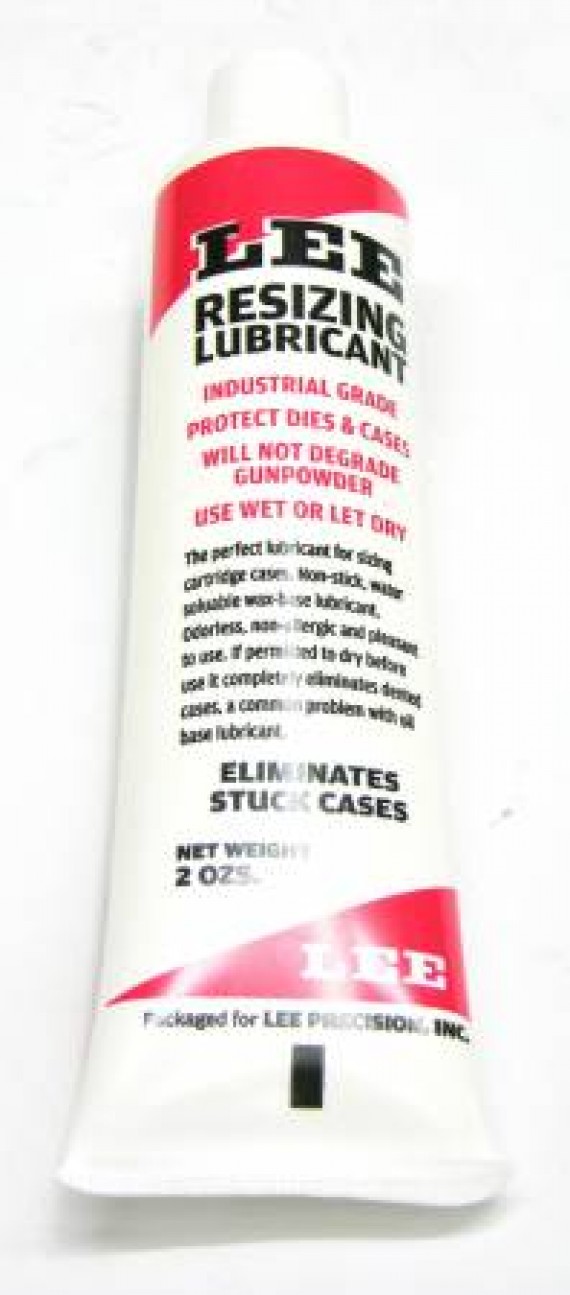 LEE
RESIZING
LUBRICANT
INDUSTRIAL GRADE
PROTECT DIES & CASES
WILL NOT DEGRADE
GUNPOWDER
USE WET OR LET DRY
The perfect lubricant for sizing
cartridge cases. Non-stick, water
soluable wax-base lubricant.
Odorless, non-allergic and pleasant
to use. If permitted to dry before
use it completely eliminates dented
cases, a common problem with oil
base lubricant.
ELIMINATES
STUCK CASES
NET WEIGHT
2 OZS.
LEE
Packaged for LEE PRECISION, INC.